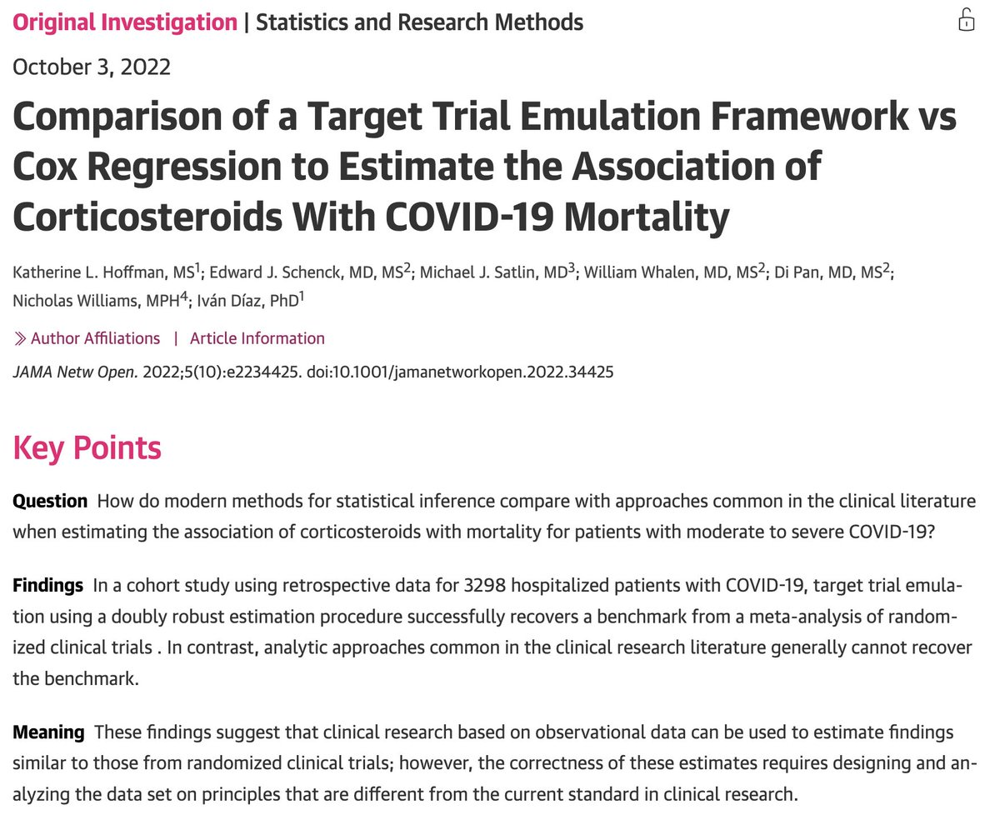 Original Investigation | Statistics and Research Methods
October 3, 2022
Comparison of a Target Trial Emulation Framework vs
Cox Regression to Estimate the Association of
Corticosteroids With COVID-19 Mortality
Katherine L. Hoffman, MS1; Edward J. Schenck, MD, MS2; Michael J. Satlin, MD3; William Whalen, MD, MS2; Di Pan, MD, MS2;
Nicholas Williams, MPH4; Iván Díaz, PhD1
Author Affiliations | Article Information
JAMA Netw Open. 2022;5(10):e2234425. doi:10.1001/jamanetworkopen.2022.34425
Key Points
Question How do modern methods for statistical inference compare with approaches common in the clinical literature
when estimating the association of corticosteroids with mortality for patients with moderate to severe COVID-19?
Findings In a cohort study using retrospective data for 3298 hospitalized patients with COVID-19, target trial emula-
tion using a doubly robust estimation procedure successfully recovers a benchmark from a meta-analysis of random-
ized clinical trials . In contrast, analytic approaches common in the clinical research literature generally cannot recover
the benchmark.
Meaning These findings suggest that clinical research based on observational data can be used to estimate findings
similar to those from randomized clinical trials; however, the correctness of these estimates requires designing and an-
alyzing the data set on principles that are different from the current standard in clinical research.